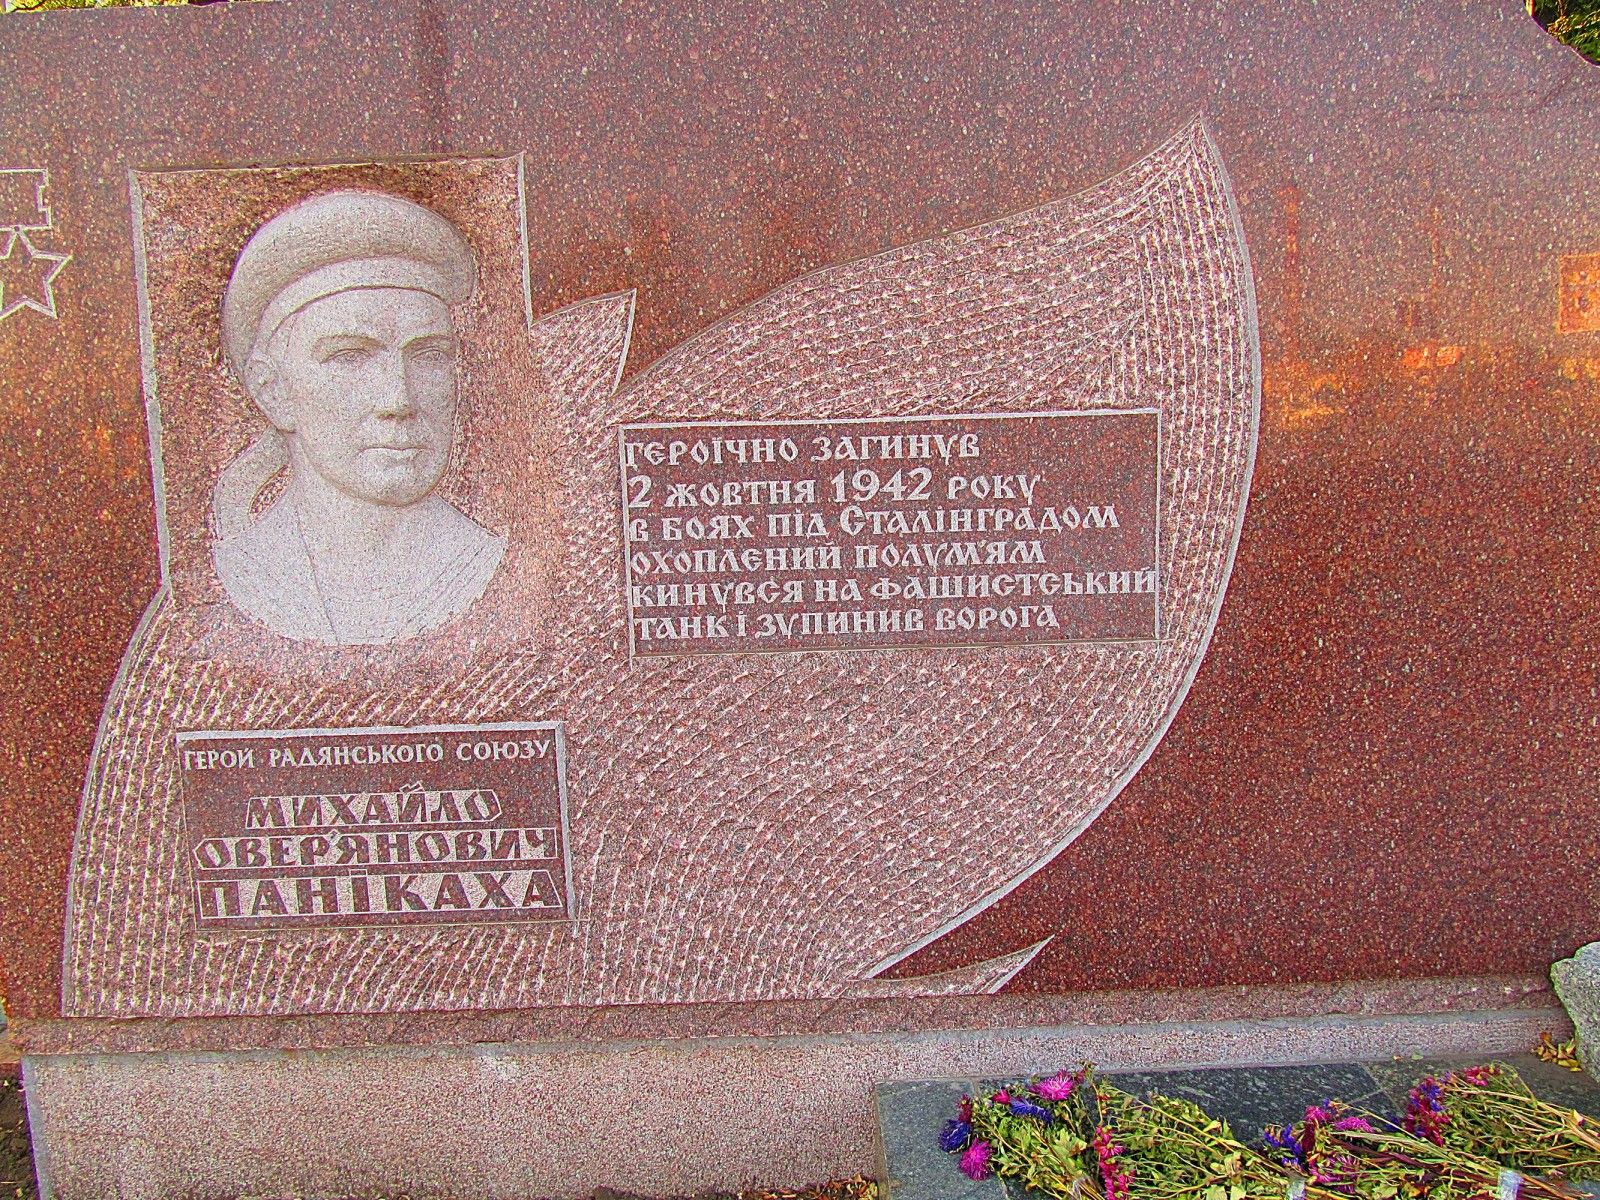 ГЕРОЇЧНО ЗАГИНУВ
2 ЖОВТНЯ 1942 РОКУ
В БОЯХ ПІД СТАЛІНГРАДОМ
ОХОПЛЕНИЙ ПОЛУМ'ЯМ
КИНУВСЯ НА ФАШИСТСЬКИЙ
ТАНК І ЗУПИНИВ ВОРОГА
ГЕРОЙ РАДЯНСЬКОГО СОЮЗУ
МИХАЙЛО
ОВЕР'ЯНОВИЧ
ПАНІКАХА